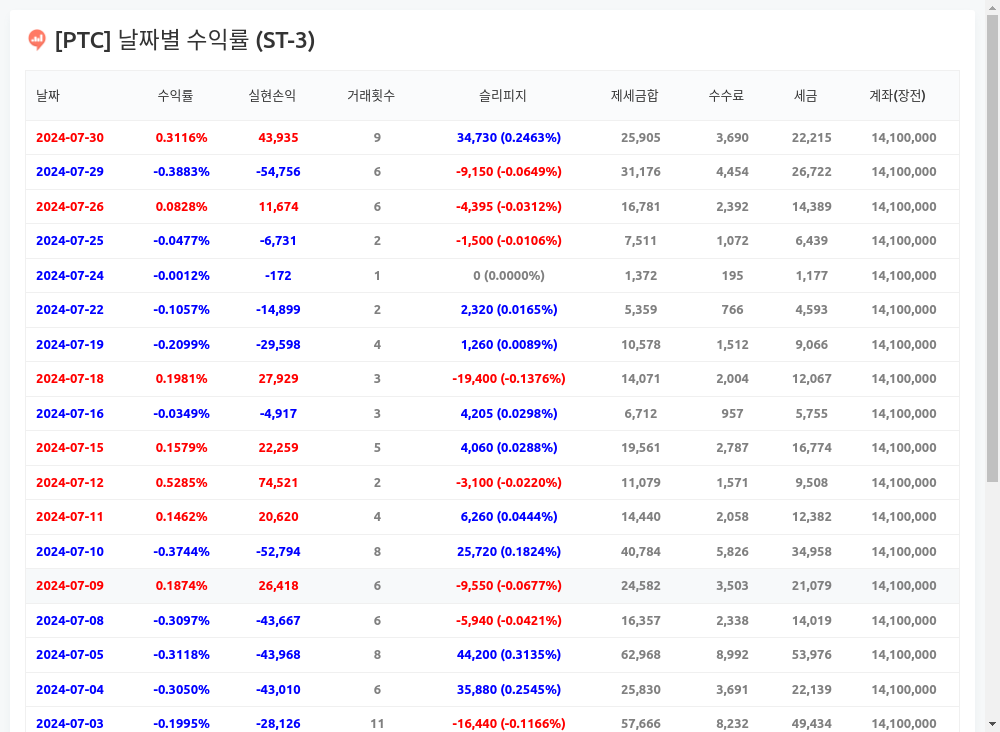 [PTC] 날짜별 수익률 (ST-3)
날짜 수익률 실현손익 거래횟수 슬리피지 제세금합 수수료 세금 계좌(장전)
2024-07-30 0.3116% 43,935 9 34,730 (0.2463%) 25,905 3,690 22,215 14,100,000
2024-07-29 -0.3883% -54,756 6 -9,150 (-0.0649%) 31,176 4,454 26,722 14,100,000
2024-07-26 0.0828% 11,674 6 -4,395 (-0.0312%) 16,781 2,392 14,389 14,100,000
2024-07-25 -0.0477% -6,731 2 -1,500 (-0.0106%) 7,511 1,072 6,439 14,100,000
2024-07-24 -0.0012% -172 1 0 (0.0000%) 1,372 195 1,177 14,100,000
2024-07-22 -0.1057% -14,899 2 2,320 (0.0165%) 5,359 766 4,593 14,100,000
2024-07-19 -0.2099% -29,598 4 1,260 (0.0089%) 10,578 1,512 9,066 14,100,000
2024-07-18 0.1981% 27,929 3 -19,400 (-0.1376%) 14,071 2,004 12,067 14,100,000
2024-07-16 -0.0349% -4,917 3 4,205 (0.0298%) 6,712 957 5,755 14,100,000
2024-07-15 0.1579% 22,259 5 4,060 (0.0288%) 19,561 2,787 16,774 14,100,000
2024-07-12 0.5285% 74,521 2 -3,100 (-0.0220%) 11,079 1,571 9,508 14,100,000
2024-07-11 0.1462% 20,620 4 6,260 (0.0444%) 14,440 2,058 12,382 14,100,000
2024-07-10 -0.3744% -52,794 8 25,720 (0.1824%) 40,784 5,826 34,958 14,100,000
2024-07-09 0.1874% 26,418 6 -9,550 (-0.0677%) 24,582 3,503 21,079 14,100,000
2024-07-08 -0.3097% -43,667 6 -5,940 (-0.0421%) 16,357 2,338 14,019 14,100,000
2024-07-05 -0.3118% -43,968 8 44,200 (0.3135%) 62,968 8,992 53,976 14,100,000
2024-07-04 -0.3050% -43,010 6 35,880 (0.2545%) 25,830 3,691 22,139 14,100,000
2024-07-03 -0.1995% -28,126 11 -16,440 (-0.1166%) 57,666 8,232 49,434 14,100,000